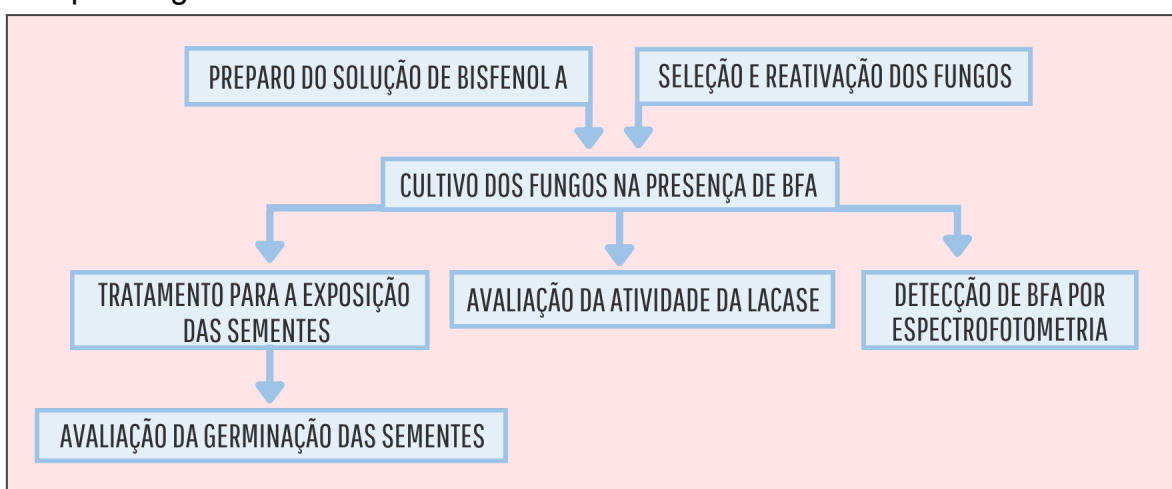 PREPARO DO SOLUÇÃO DE BISFENOL A
SELEÇÃO E REATIVAÇÃO DOS FUNGOS
CULTIVO DOS FUNGOS NA PRESENÇA DE BFA
TRATAMENTO PARA A EXPOSIÇÃO
DAS SEMENTES
AVALIAÇÃO DA ATIVIDADE DA LACASE
DETECÇÃO DE BFA POR
ESPECTROFOTOMETRIA
AVALIAÇÃO DA GERMINAÇÃO DAS SEMENTES